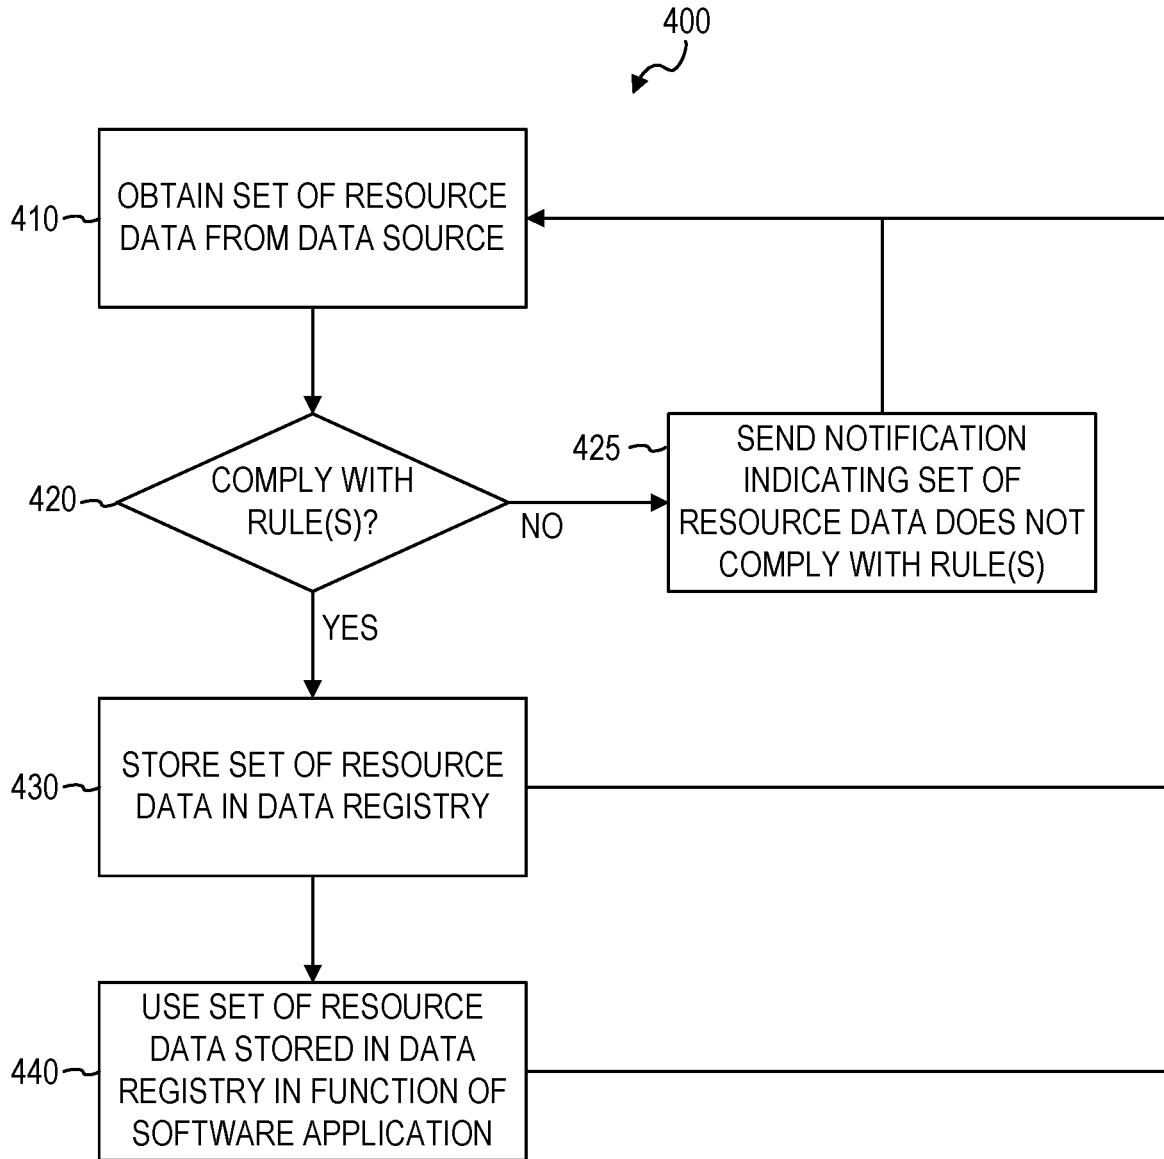 400
410
OBTAIN SET OF RESOURCE
DATA FROM DATA SOURCE
420
COMPLY WITH
RULE(S)?
NO
YES
425
SEND NOTIFICATION
INDICATING SET OF
RESOURCE DATA DOES NOT
COMPLY WITH RULE(S)
430
STORE SET OF RESOURCE
DATA IN DATA REGISTRY
440
USE SET OF RESOURCE
DATA STORED IN DATA
REGISTRY IN FUNCTION OF
SOFTWARE APPLICATION